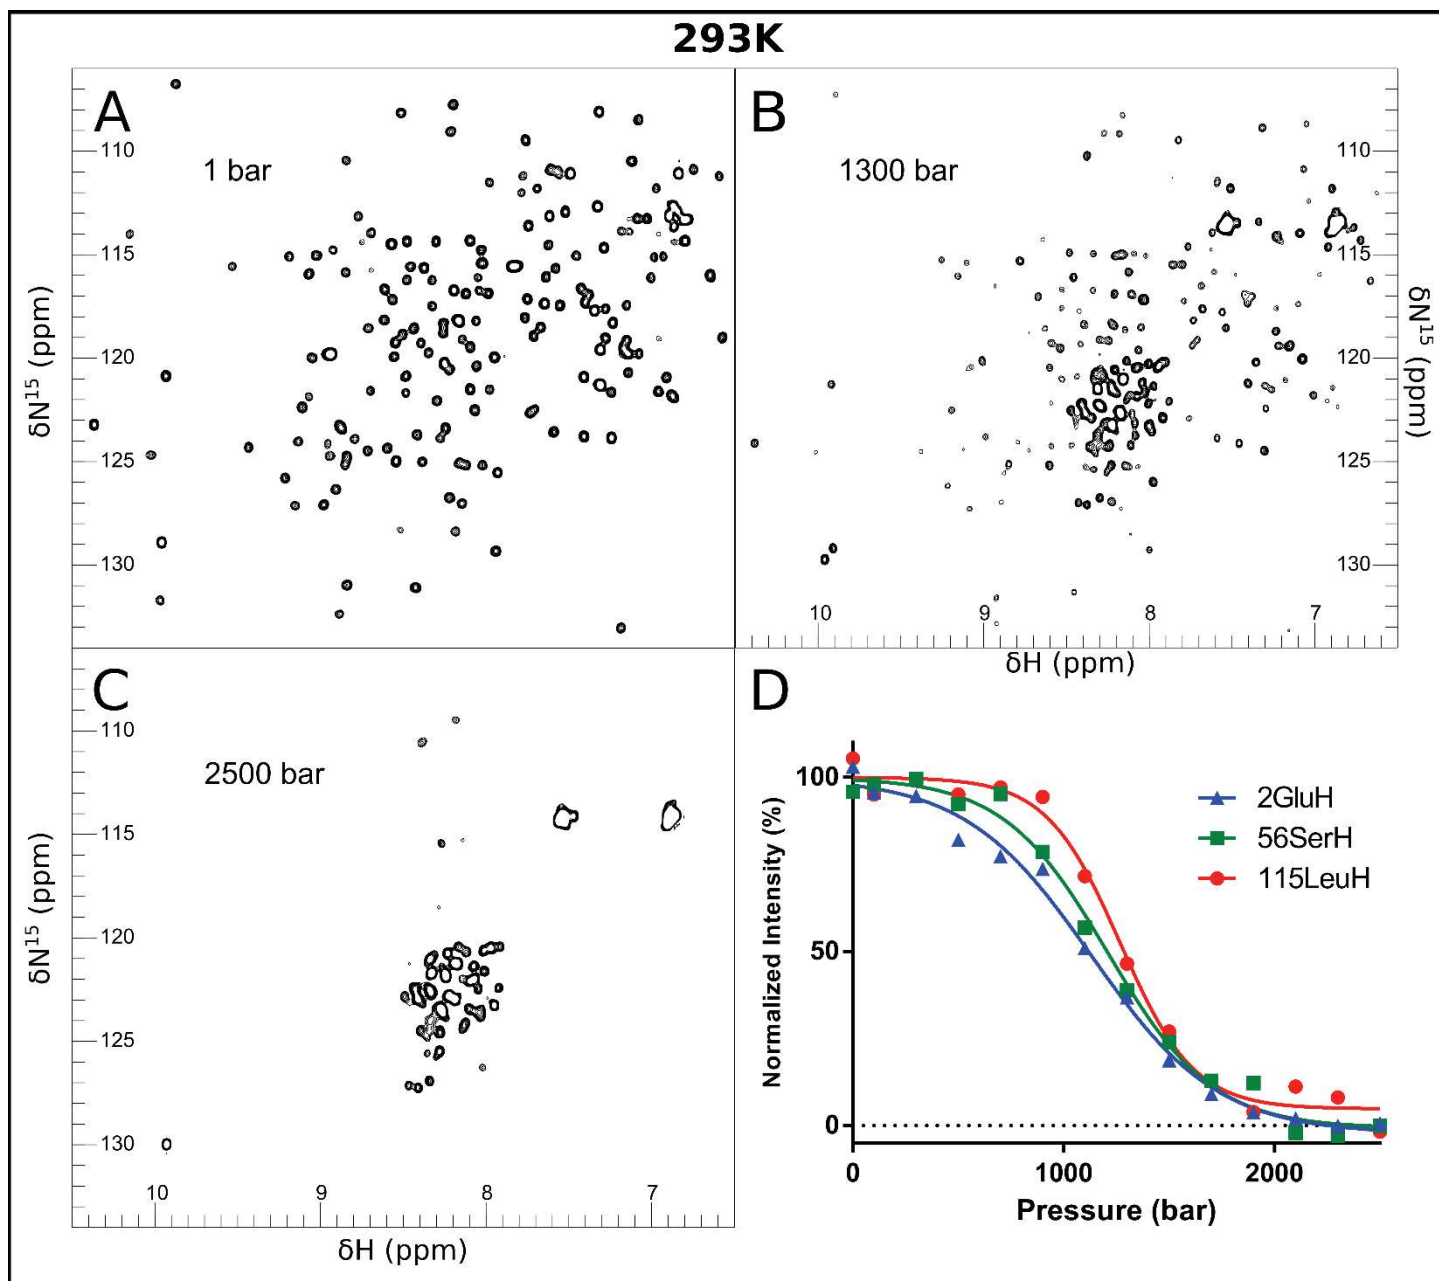 293K
A
1 bar
110
115
120
125
130
δN¹⁵ (ppm)
B
1300 bar
110
115
120
125
130
δN¹⁵ (ppm)
10
9
8
7
δH (ppm)
C
2500 bar
110
115
120
125
130
δN¹⁵ (ppm)
10
9
8
7
δH (ppm)
D
100
50
0
Normalized Intensity (%)
2GluH
56SerH
115LeuH
0
1000
2000
Pressure (bar)